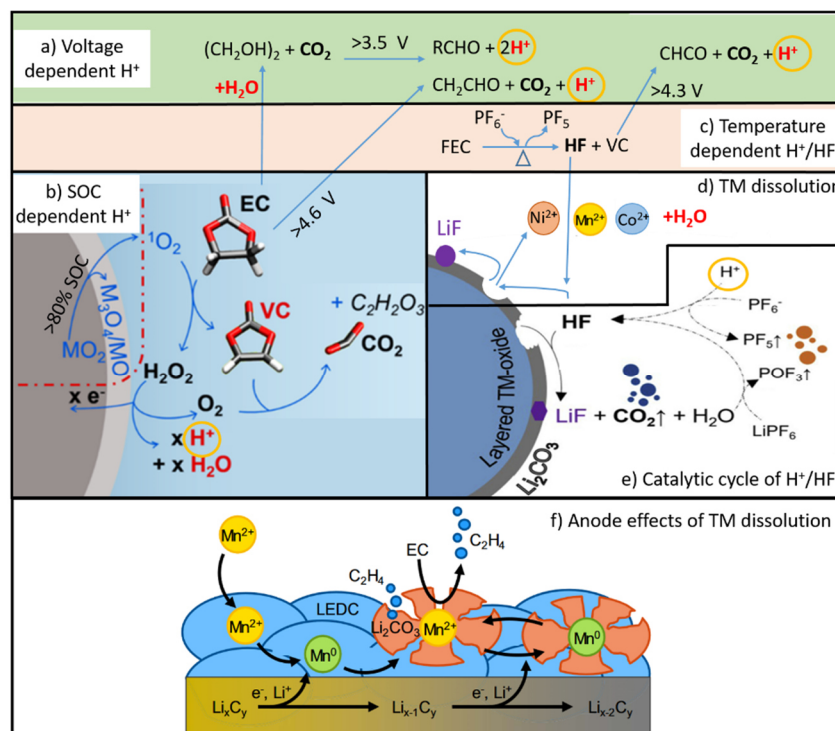 a) Voltage
dependent H⁺
(CH₂OH)₂ + CO₂
>3.5 V
RCHO + 2H⁺
CHCO + CO₂ + H⁺
+H₂O
CH₂CHO + CO₂ + H⁺
>4.3 V
PF₆⁻
PF₅
FEC
△
HF + VC
c) Temperature
dependent H⁺/HF
b) SOC
dependent H⁺
EC
>4.6 V
¹O₂
>80% SOC
M₃O₄/MO
MO₂
VC
+ C₂H₂O₃
CO₂
H₂O₂
x e⁻
O₂
x H⁺
+ x H₂O
d) TM dissolution
Ni²⁺
Mn²⁺
Co²⁺
+H₂O
LiF
H⁺
PF₆⁻
HF
PF₅↑
POF₃↑
LiF + CO₂↑ + H₂O
LiPF₆
Layered TM-oxide
Li₂CO₃
e) Catalytic cycle of H⁺/HF
f) Anode effects of TM dissolution
Mn²⁺
EC
C₂H₄
C₂H₄
Mn²⁺
LEDC
Li₂CO₃
Mn²⁺
Mn⁰
Mn⁰
e⁻, Li⁺
e⁻, Li⁺
LiₓCᵧ
Liₓ₋₁Cᵧ
Liₓ₋₂Cᵧ